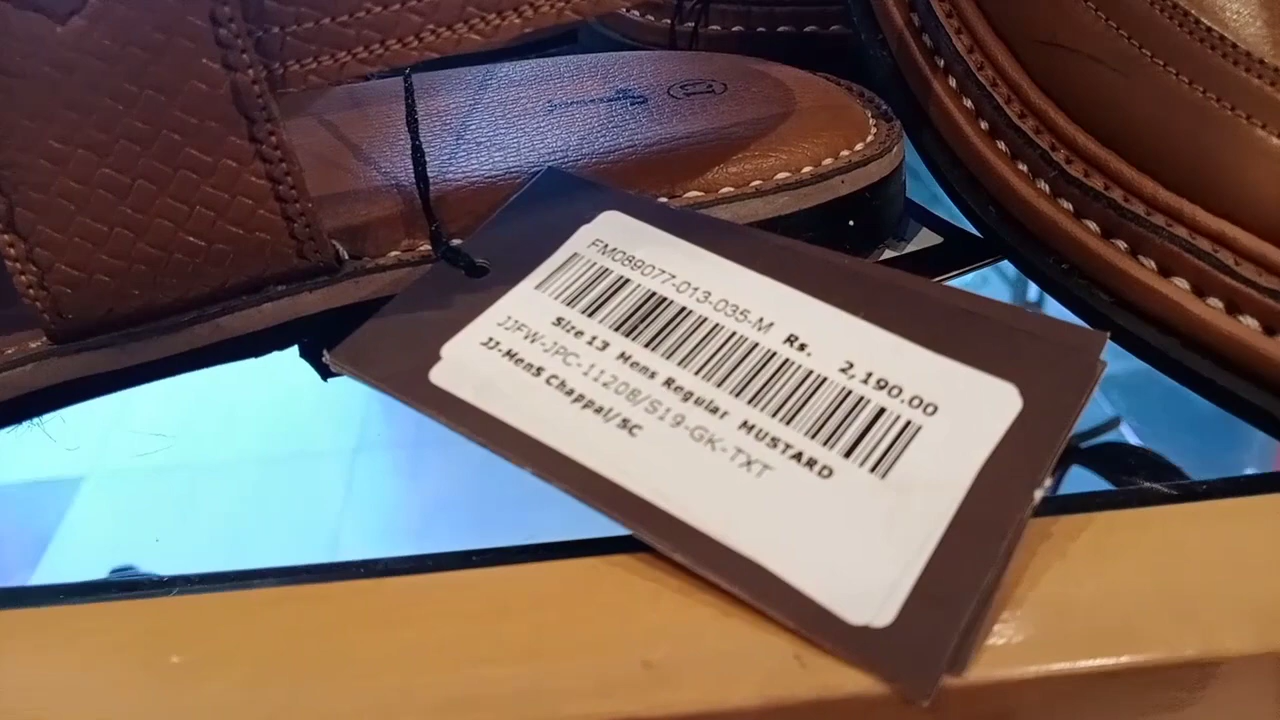 FM089077-013-035-M
Rs. 2,190.00
Size 13 Mens Regular MUSTARD
JJFW-JPC-11208/S19-GK-TXT
JJ-MenS Chappal/SC